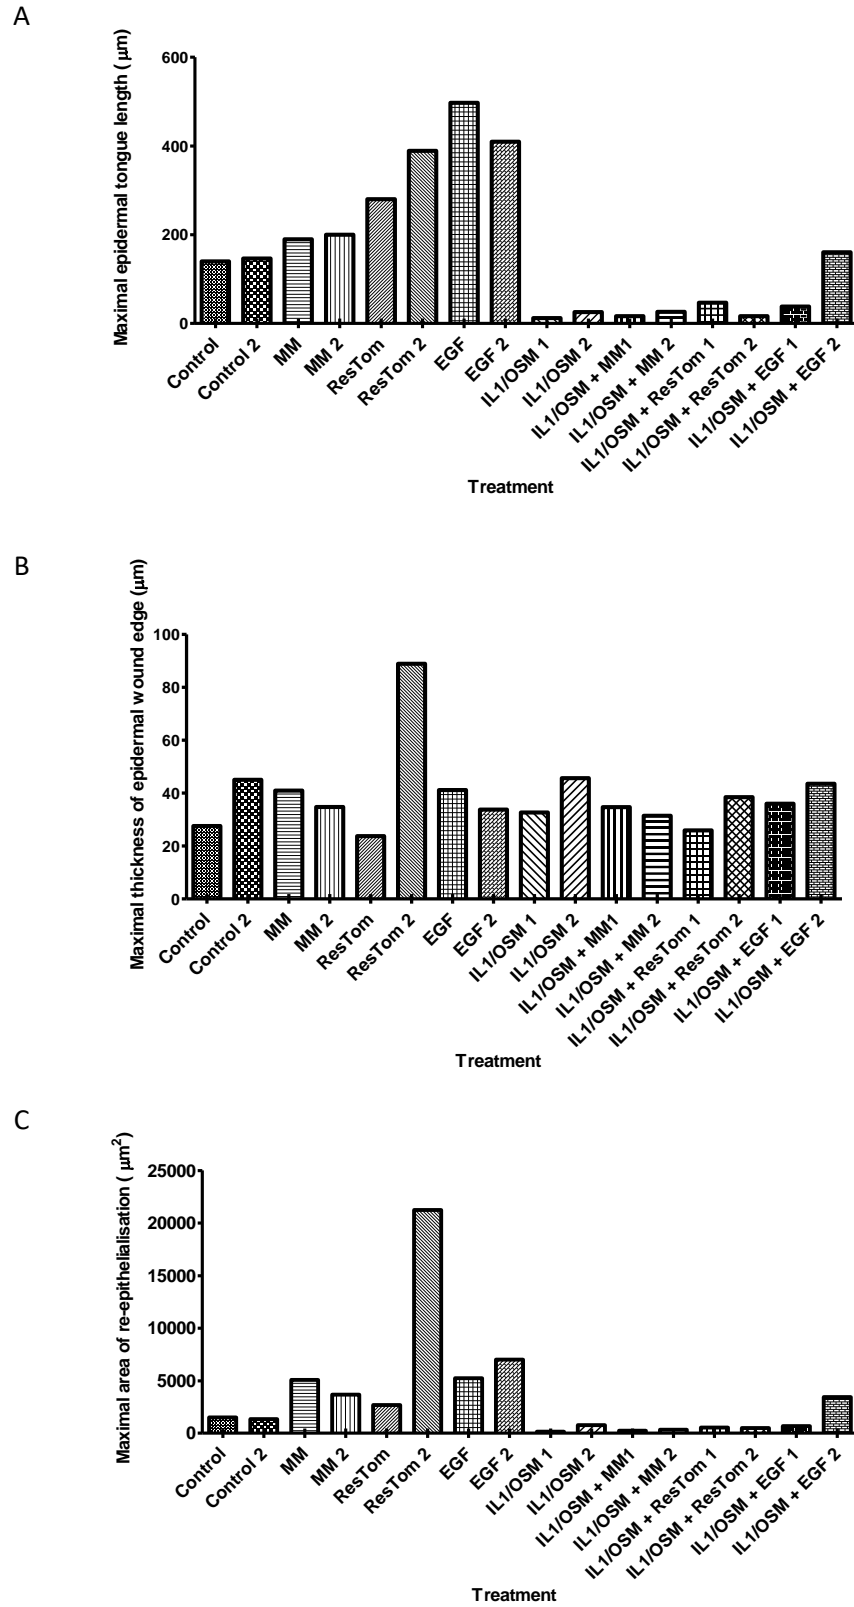 A
Maximal epidermal tongue length ( μm)
600
400
200
0
Control
Control 2
MM
MM 2
ResTom
ResTom 2
EGF
EGF 2
IL1/OSM 1
IL1/OSM 2
IL1/OSM + MM1
IL1/OSM + MM 2
IL1/OSM + ResTom 1
IL1/OSM + ResTom 2
IL1/OSM + EGF 1
IL1/OSM + EGF 2
Treatment
B
Maximal thickness of epidermal wound edge (μm)
100
80
60
40
20
0
Control
Control 2
MM
MM 2
ResTom
ResTom 2
EGF
EGF 2
IL1/OSM 1
IL1/OSM 2
IL1/OSM + MM1
IL1/OSM + MM 2
IL1/OSM + ResTom 1
IL1/OSM + ResTom 2
IL1/OSM + EGF 1
IL1/OSM + EGF 2
Treatment
C
Maximal area of re-epithelialisation ( μm²)
25000
20000
15000
10000
5000
0
Control
Control 2
MM
MM 2
ResTom
ResTom 2
EGF
EGF 2
IL1/OSM 1
IL1/OSM 2
IL1/OSM + MM1
IL1/OSM + MM 2
IL1/OSM + ResTom 1
IL1/OSM + ResTom 2
IL1/OSM + EGF 1
IL1/OSM + EGF 2
Treatment